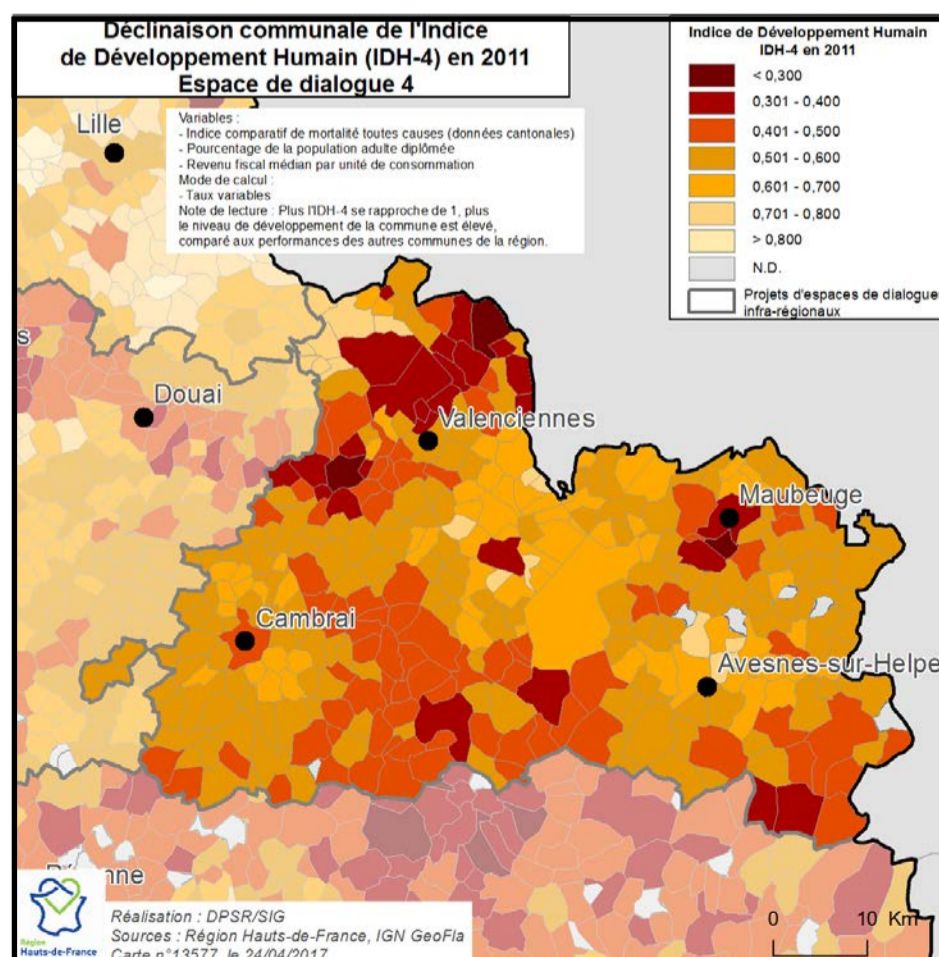 Déclinaison communale de l'Indice
de Développement Humain (IDH-4) en 2011
Espace de dialogue 4
Variables :
- Indice comparatif de mortalité toutes causes (données cantonales)
- Pourcentage de la population adulte diplômée
- Revenu fiscal médian par unité de consommation
Mode de calcul :
- Taux variables
Note de lecture : Plus l'IDH-4 se rapproche de 1, plus
le niveau de développement de la commune est élevé,
comparé aux performances des autres communes de la région.
Indice de Développement Humain
IDH-4 en 2011
< 0,300
0,301 - 0,400
0,401 - 0,500
0,501 - 0,600
0,601 - 0,700
0,701 - 0,800
> 0,800
N.D.
Projets d'espaces de dialogue
infra-régionaux
Lille
s
Douai
Valenciennes
Maubeuge
Cambrai
Avesnes-sur-Helpe
nne
Région
Hauts-de-France
Réalisation : DPSR/SIG
Sources : Région Hauts-de-France, IGN GeoFla
Carte n°13577, le 24/04/2017
0 10 Km